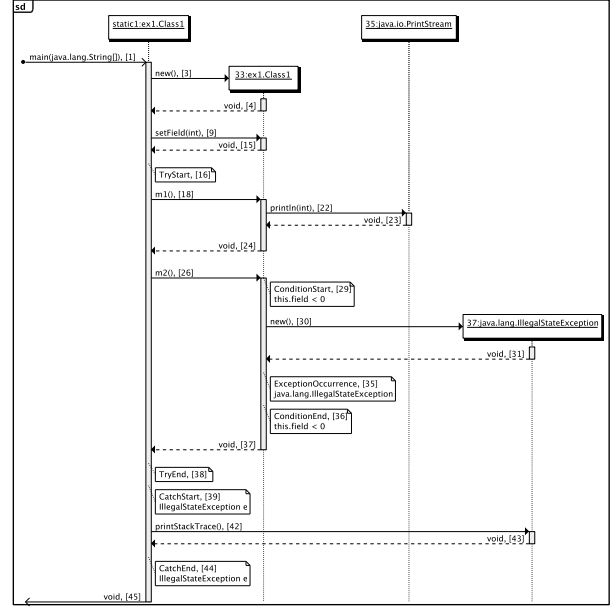 sd
static1:ex1.Class1
35:java.io.PrintStream
main(java.lang.String[]), [1]
new(), [3]
33:ex1.Class1
void, [4]
setField(int), [9]
void, [15]
TryStart, [16]
m1(), [18]
println(int), [22]
void, [23]
void, [24]
m2(), [26]
ConditionStart, [29]
this.field < 0
new(), [30]
37:java.lang.IllegalStateException
void, [31]
ExceptionOccurrence, [35]
java.lang.IllegalStateException
ConditionEnd, [36]
this.field < 0
void, [37]
TryEnd, [38]
CatchStart, [39]
IllegalStateException e
printStackTrace(), [42]
void, [43]
CatchEnd, [44]
IllegalStateException e
void, [45]